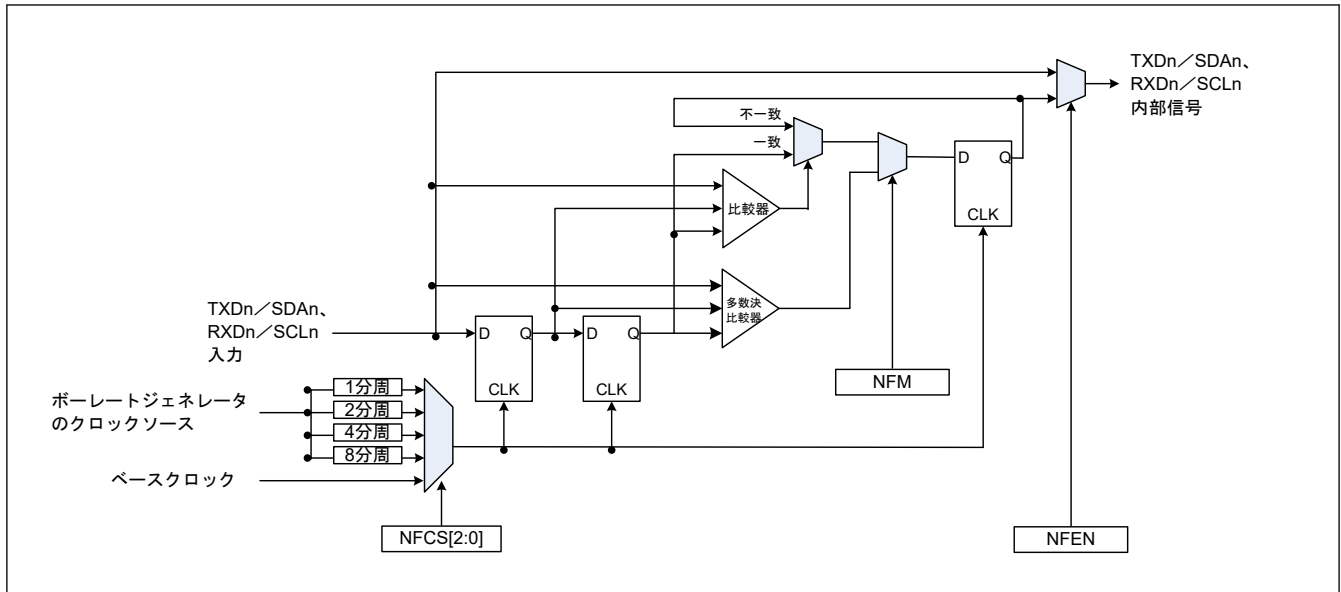 TXDn／SDAn、
RXDn／SCLn
内部信号
不一致
一致
D
Q
CLK
比較器
多数決
比較器
TXDn／SDAn、
RXDn／SCLn
入力
D
Q
CLK
D
Q
CLK
NFM
ボーレートジェネレータ
のクロックソース
1分周
2分周
4分周
8分周
ベースクロック
NFCS[2:0]
NFEN